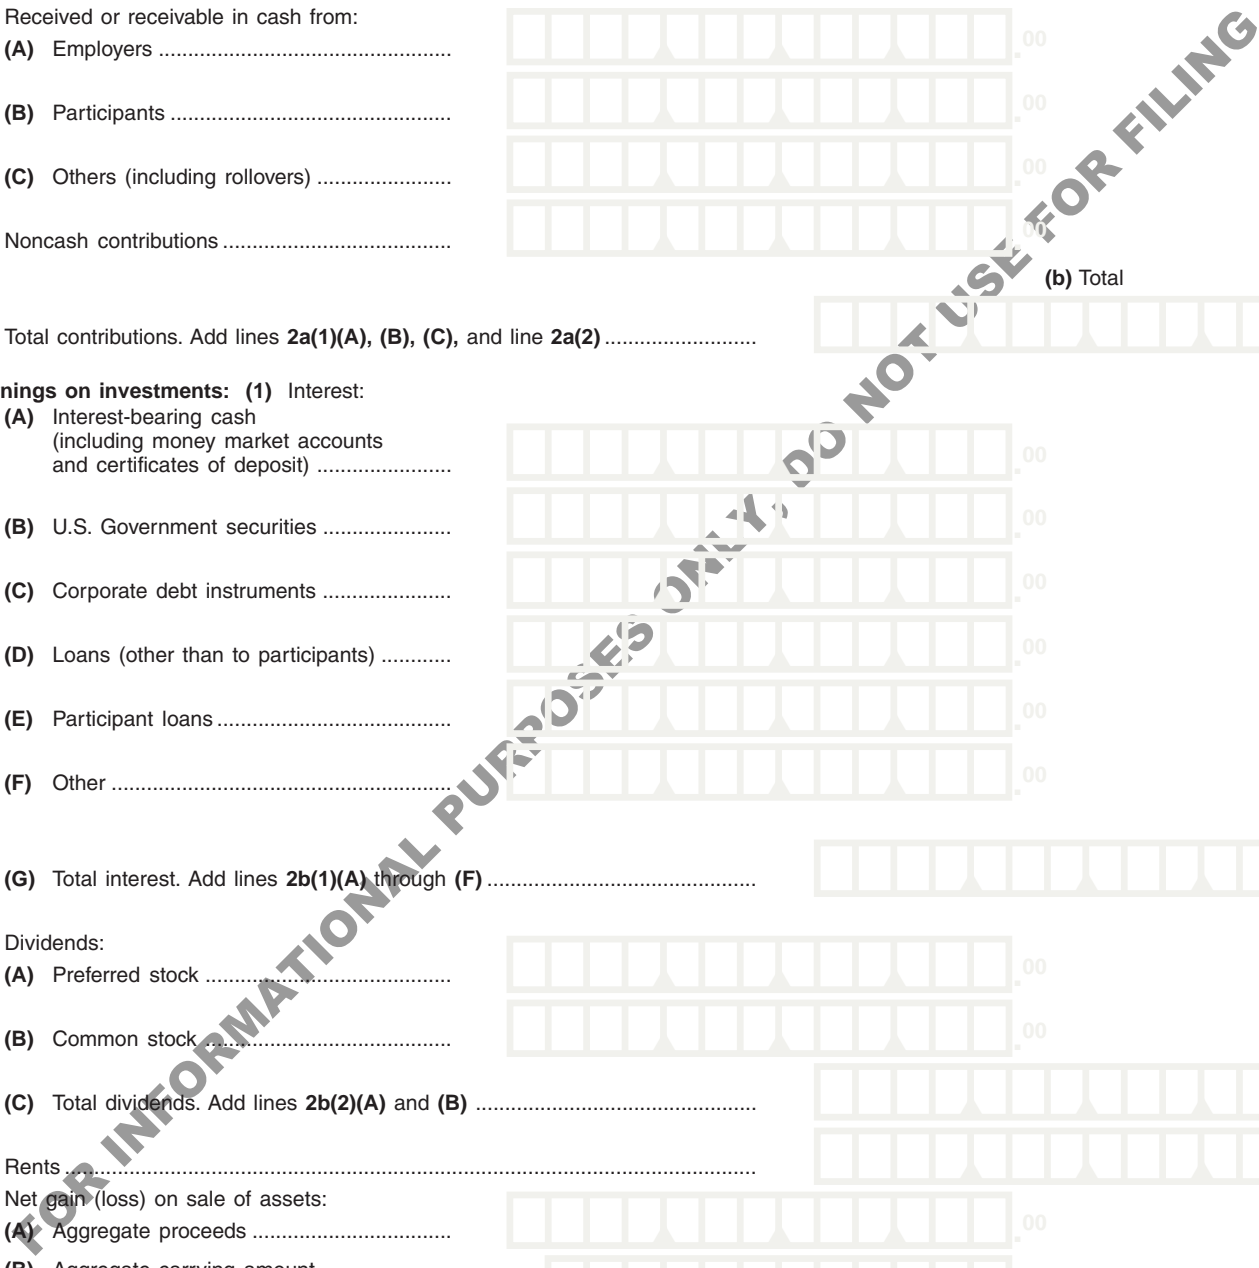 Received or receivable in cash from:
(A) Employers .................................................. .00
(B) Participants ................................................ .00
(C) Others (including rollovers) ....................... .00
Noncash contributions ....................................... .00
(b) Total
Total contributions. Add lines 2a(1)(A), (B), (C), and line 2a(2) ..........................
nings on investments: (1) Interest:
(A) Interest-bearing cash
(including money market accounts
and certificates of deposit) ....................... .00
(B) U.S. Government securities ...................... .00
(C) Corporate debt instruments ...................... .00
(D) Loans (other than to participants) ............ .00
(E) Participant loans ........................................ .00
(F) Other .......................................................... .00
(G) Total interest. Add lines 2b(1)(A) through (F) ..............................................
Dividends:
(A) Preferred stock .......................................... .00
(B) Common stock .......................................... .00
(C) Total dividends. Add lines 2b(2)(A) and (B) ................................................
Rents ......................................................................................................................
Net gain (loss) on sale of assets:
(A) Aggregate proceeds .................................. .00
(B) Aggregate carrying amount
FOR INFORMATIONAL PURPOSES ONLY, DO NOT USE FOR FILING